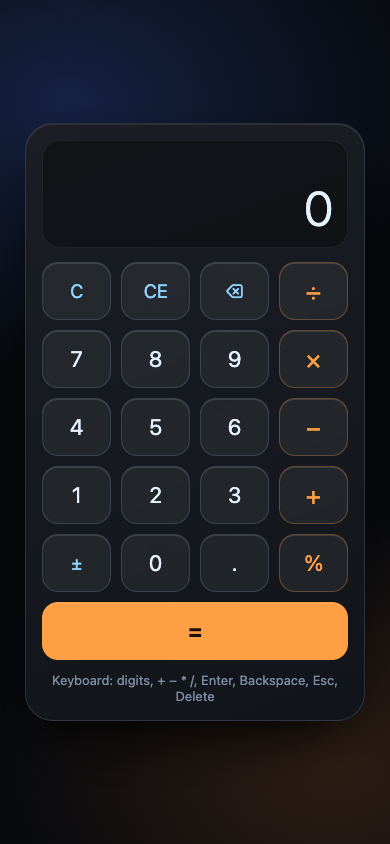 0
C CE ⌫ ÷
7 8 9 ×
4 5 6 −
1 2 3 +
± 0 . %
=
Keyboard: digits, + − * /, Enter, Backspace, Esc,
Delete